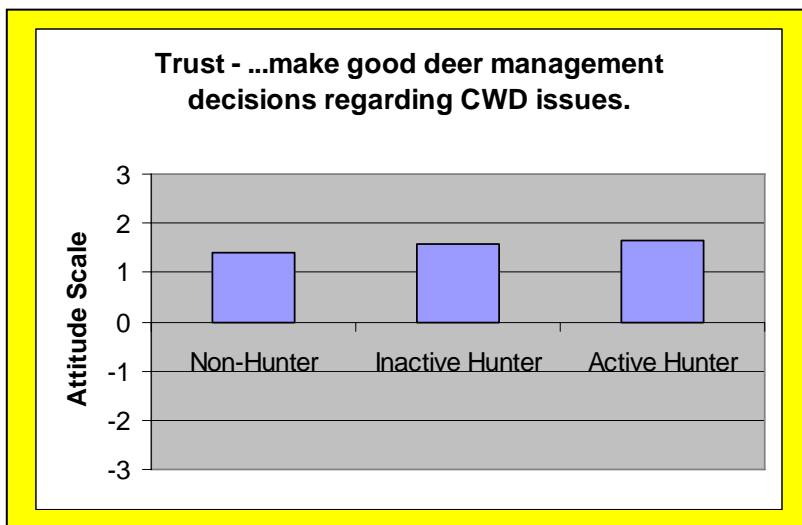 Trust - ...make good deer management
decisions regarding CWD issues.
3
2
1
0
-1
-2
-3
Attitude Scale
Non-Hunter
Inactive Hunter
Active Hunter